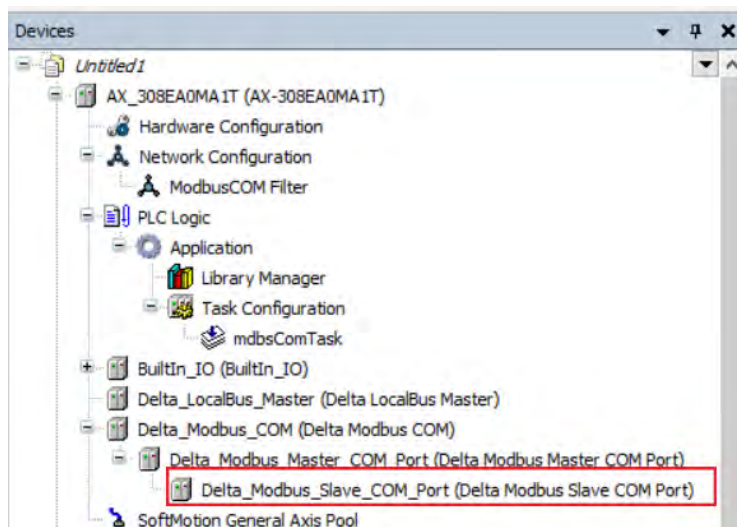 Devices
Untitled1
AX_308EA0MA1T (AX-308EA0MA1T)
Hardware Configuration
Network Configuration
ModbusCOM Filter
PLC Logic
Application
Library Manager
Task Configuration
mdbsComTask
BuiltIn_IO (BuiltIn_IO)
Delta_LocalBus_Master (Delta LocalBus Master)
Delta_Modbus_COM (Delta Modbus COM)
Delta_Modbus_Master_COM_Port (Delta Modbus Master COM Port)
Delta_Modbus_Slave_COM_Port (Delta Modbus Slave COM Port)
SoftMotion General Axis Pool